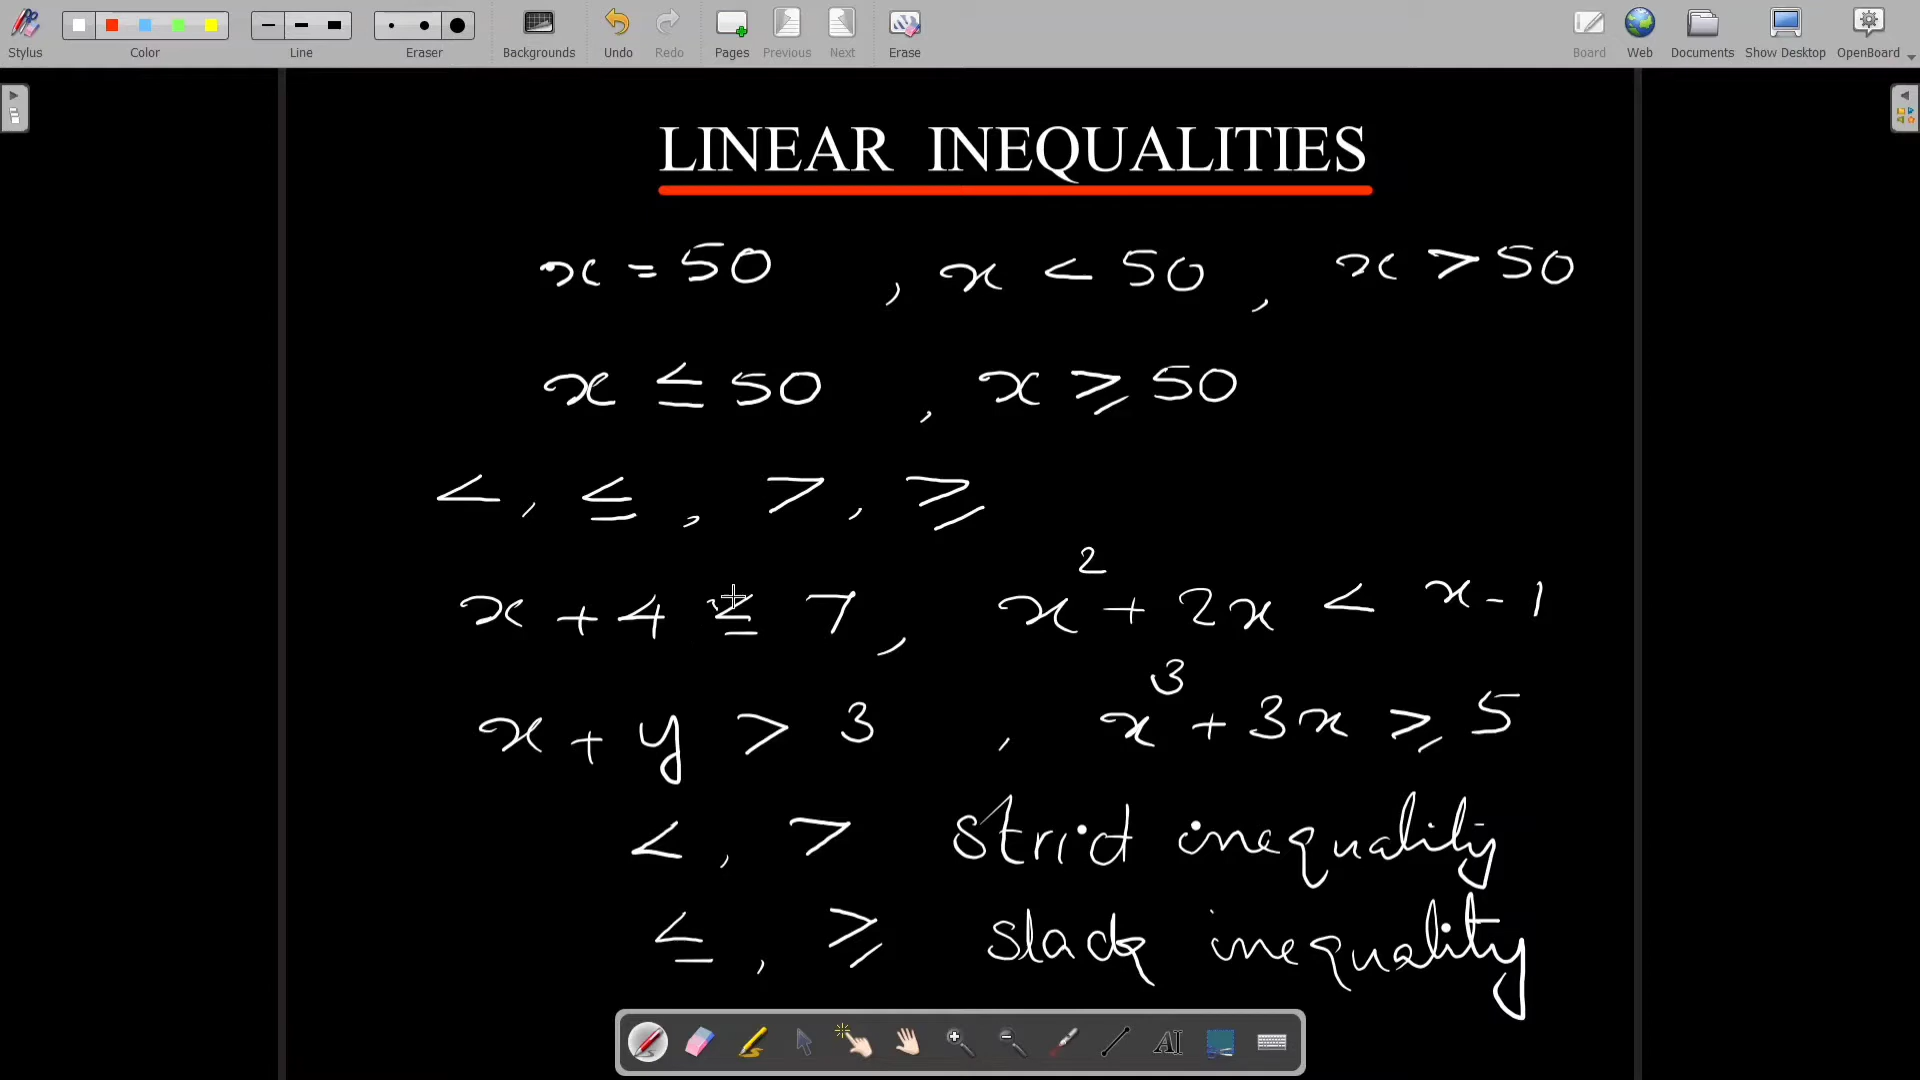 Stylus Color Line Eraser Backgrounds Undo Redo Pages Previous Next Erase Board Web Documents Show Desktop OpenBoard
LINEAR INEQUALITIES
x = 50 , x < 50 , x > 50
x ≤ 50 , x ≥ 50
< , ≤ , > , ≥
x + 4 ≤ 7 , x² + 2x < x - 1
x + y > 3 , x³ + 3x ≥ 5
< , > strict inequality
≤ , ≥ slack inequality